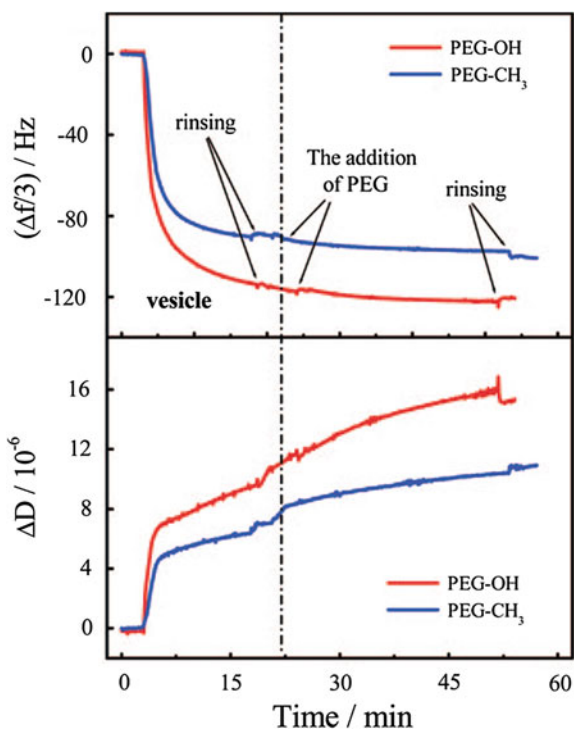 0
-40
-80
-120
(Δf/3) / Hz
PEG-OH
PEG-CH₃
rinsing
The addition
of PEG
rinsing
vesicle
16
12
8
4
0
ΔD / 10⁻⁶
PEG-OH
PEG-CH₃
0 15 30 45 60
Time / min